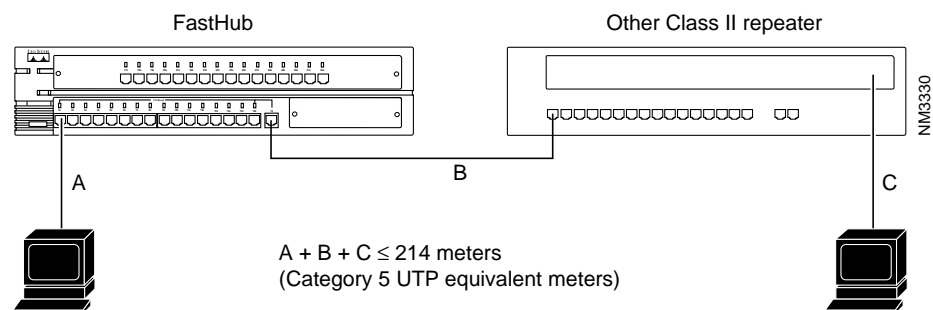 FastHub
Other Class II repeater
NM3330
B
A
C
A + B + C ≤ 214 meters
(Category 5 UTP equivalent meters)